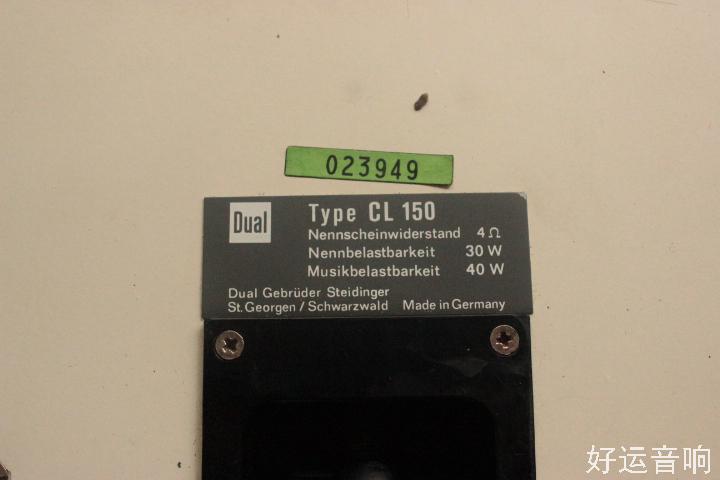 023949
Dual
Type CL 150
Nennscheinwiderstand 4Ω
Nennbelastbarkeit 30 W
Musikbelastbarkeit 40 W
Dual Gebrüder Steidinger
St. Georgen / Schwarzwald Made in Germany
好运音响